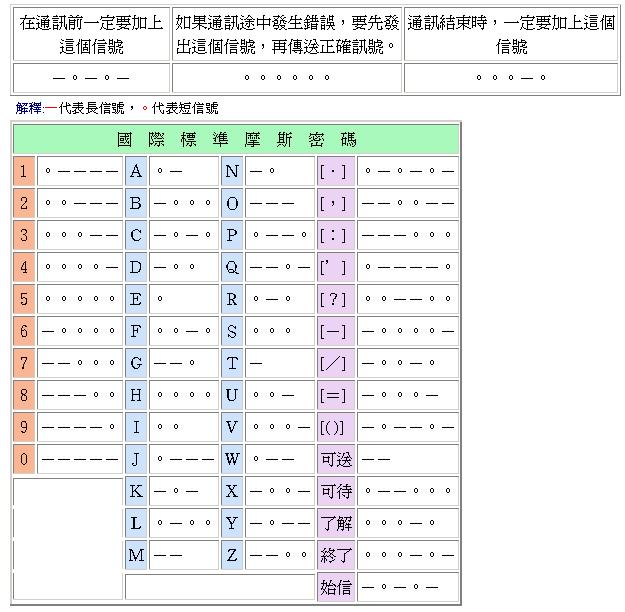 在通訊前一定要加上
這個信號
如果通訊途中發生錯誤，要先發
出這個信號，再傳送正確訊號。
通訊結束時，一定要加上這個
信號
－。－。－ 。。。。。。 。。。－。
解釋:－代表長信號，。代表短信號
國 際 標 準 摩 斯 密 碼
1 。－－－－ A 。－ N －。 [．] 。－。－。－
2 。。－－－ B －。。。 O －－－ [，] －－。。－－
3 。。。－－ C －。－。 P 。－－。 [：] －－－。。。
4 。。。。－ D －。。 Q －－。－ [’] 。－－－－。
5 。。。。。 E 。 R 。－。 [？] 。。－－。。
6 －。。。。 F 。。－。 S 。。。 [－] －。。。。－
7 －－。。。 G －－。 T － [／] －。。－。
8 －－－。。 H 。。。。 U 。。－ [＝] －。。。－
9 －－－－。 I 。。 V 。。。－ [()] －。－－。－
0 －－－－－ J 。－－－ W 。－－ 可送 －－
K －。－ X －。。－ 可待 。－－。。。
L 。－。。 Y －。－－ 了解 。。。－。
M －－ Z －－。。 終了 。。。－。－
始信 －。－。－